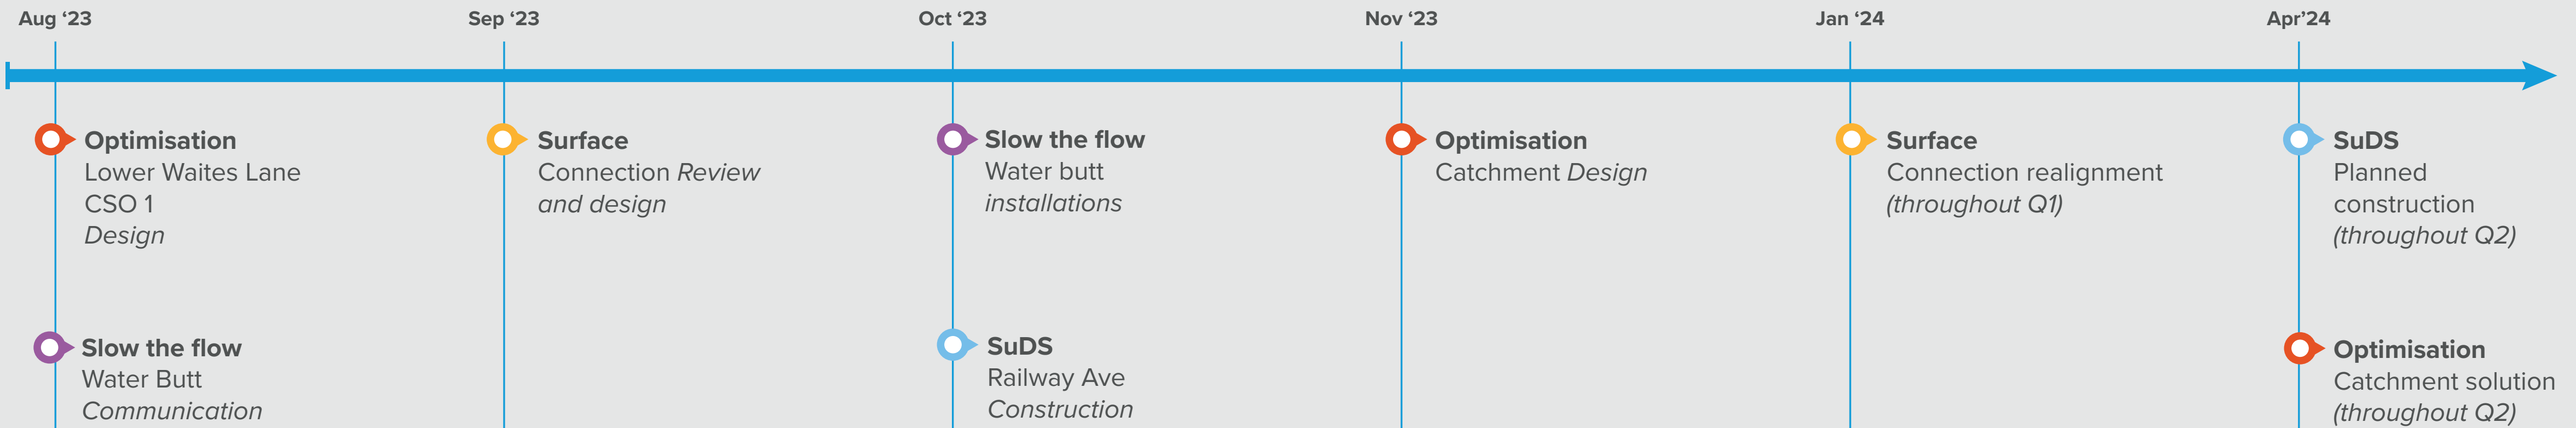 Aug ‘23
Sep ‘23
Oct ‘23
Nov ‘23
Jan ‘24
Apr’24
Optimisation
Lower Waites Lane
CSO 1
Design
Surface
Connection Review
and design
Slow the flow
Water butt
installations
Optimisation
Catchment Design
Surface
Connection realignment
(throughout Q1)
SuDS
Planned
construction
(throughout Q2)
Slow the flow
Water Butt
Communication
SuDS
Railway Ave
Construction
Optimisation
Catchment solution
(throughout Q2)